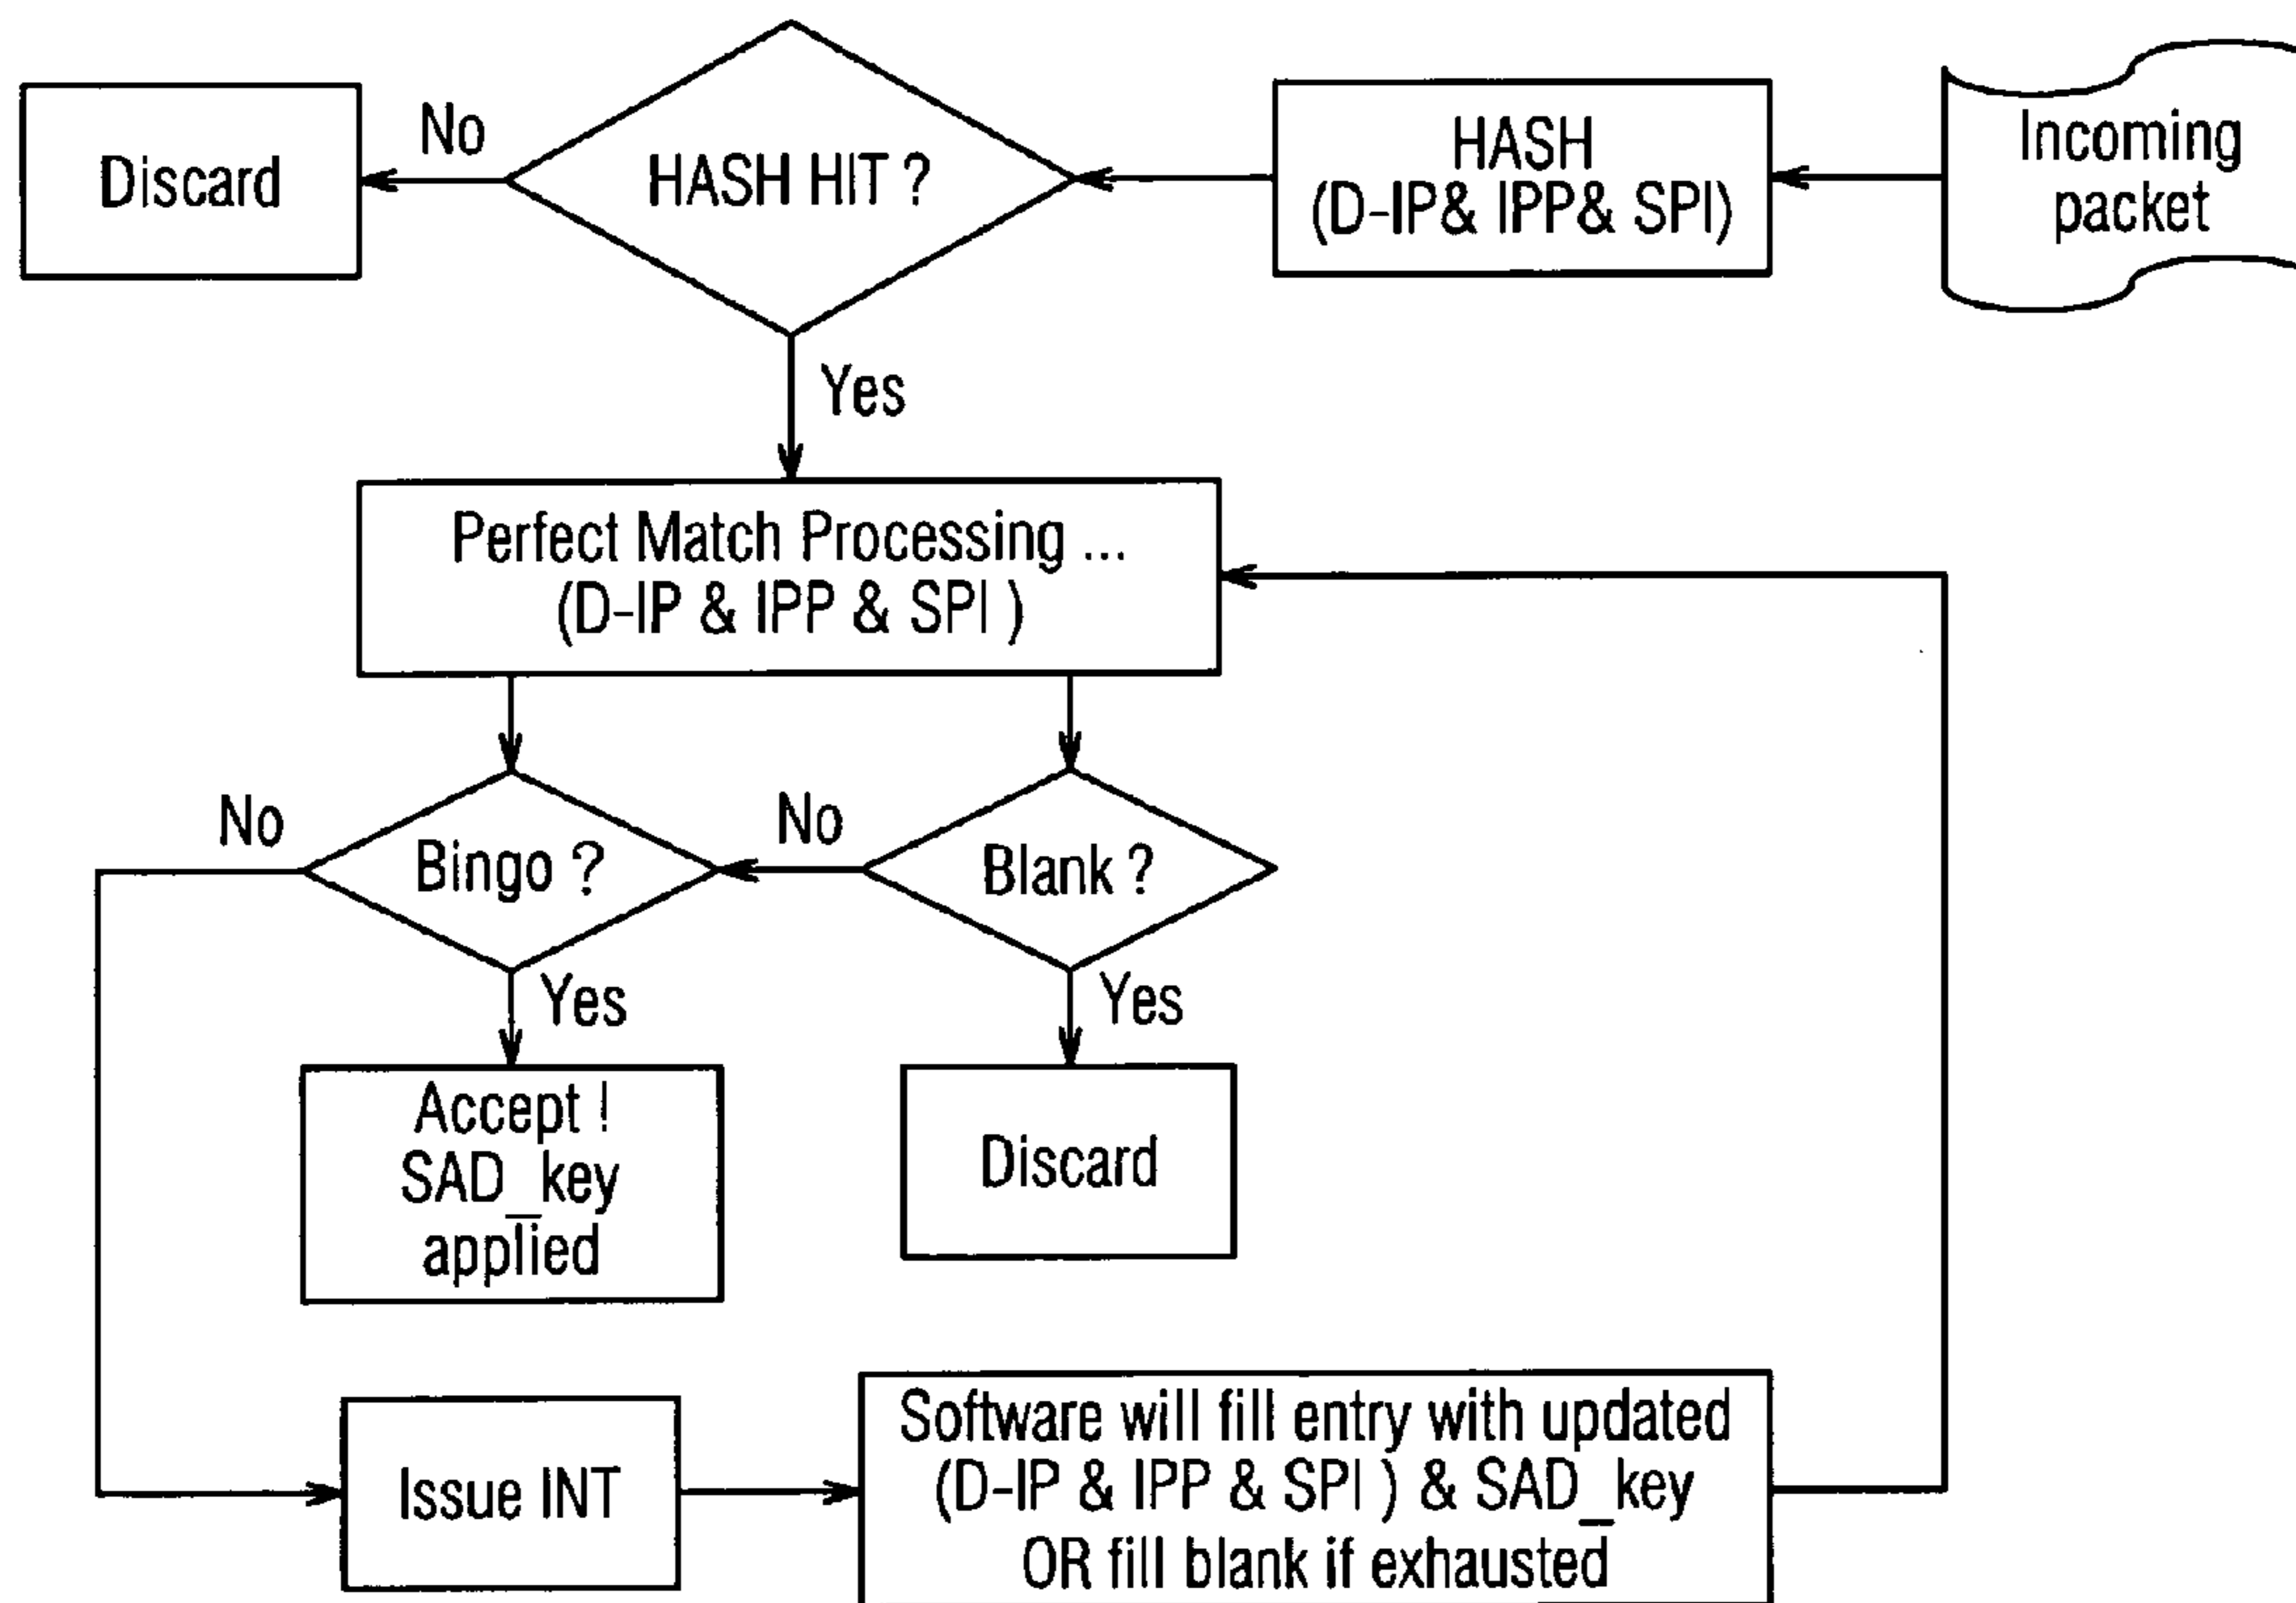 Discard
No
HASH HIT ?
HASH
(D-IP& IPP& SPI)
Incoming
packet
Yes
Perfect Match Processing ...
(D-IP & IPP & SPI )
No
Bingo ?
No
Blank ?
Yes
Yes
Accept !
SAD_key
applied
Discard
Issue INT
Software will fill entry with updated
(D-IP & IPP & SPI ) & SAD_key
OR fill blank if exhausted